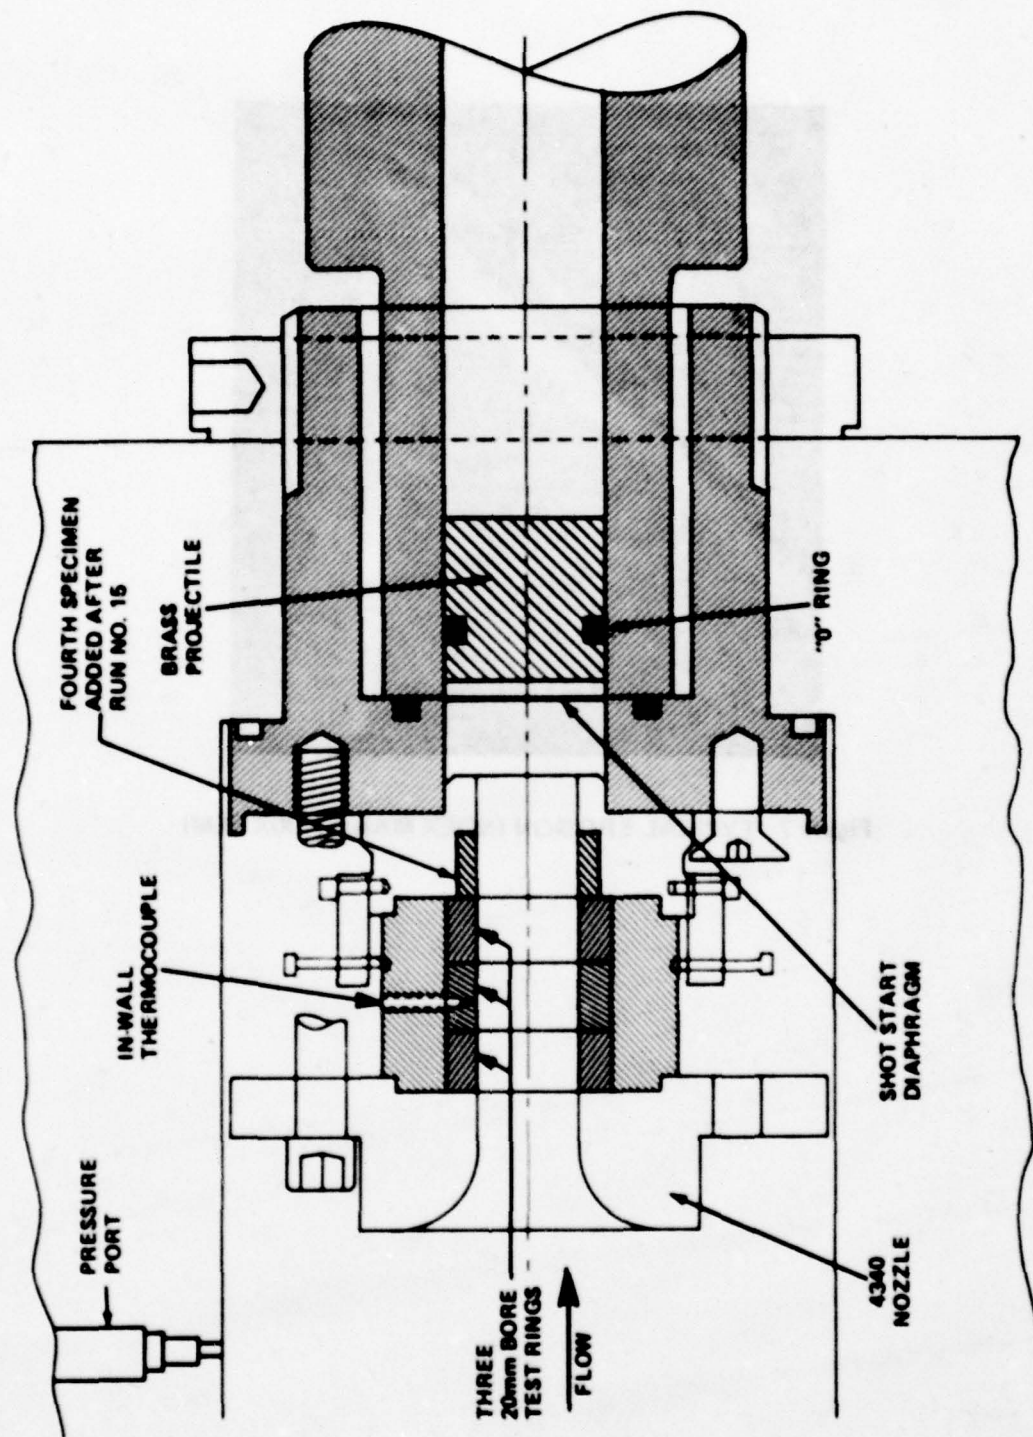 FOURTH SPECIMEN
ADDED AFTER
RUN NO. 15
BRASS
PROJECTILE
IN-WALL
THERMOCOUPLE
PRESSURE
PORT
THREE
20mm BORE
TEST RINGS
FLOW
4340
NOZZLE
SHOT START
DIAPHRAGM
"O" RING